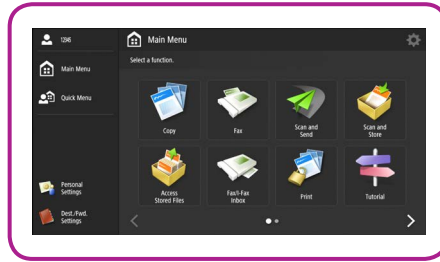 12345
Main Menu
Select a function.
Main Menu
Quick Menu
Copy
Fax
Scan and
Send
Scan and
Store
Access
Stored Files
Fax/I-Fax
Inbox
Print
Tutorial
Personal
Settings
Dest./Fwd.
Settings